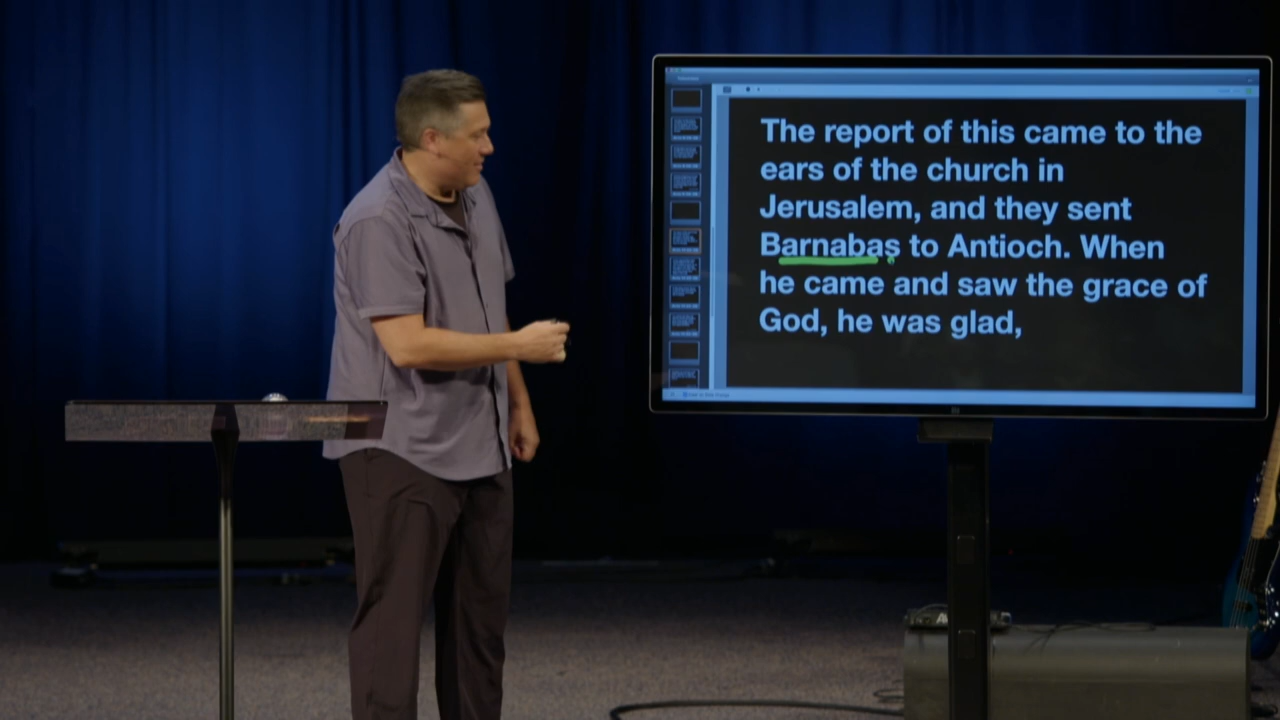 The report of this came to the
ears of the church in
Jerusalem, and they sent
Barnabas to Antioch. When
he came and saw the grace of
God, he was glad,